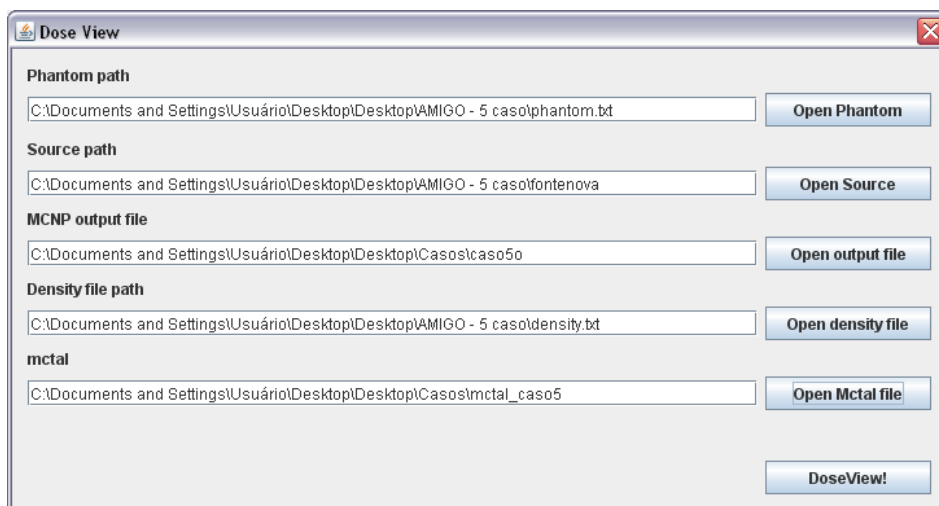 Dose View
Phantom path
C:\Documents and Settings\Usuário\Desktop\Desktop\AMIGO - 5 caso\phantom.txt
Open Phantom
Source path
C:\Documents and Settings\Usuário\Desktop\Desktop\AMIGO - 5 caso\fontenova
Open Source
MCNP output file
C:\Documents and Settings\Usuário\Desktop\Desktop\Casos\caso5o
Open output file
Density file path
C:\Documents and Settings\Usuário\Desktop\Desktop\AMIGO - 5 caso\density.txt
Open density file
mctal
C:\Documents and Settings\Usuário\Desktop\Desktop\Casos\mctal_caso5
Open Mctal file
DoseView!